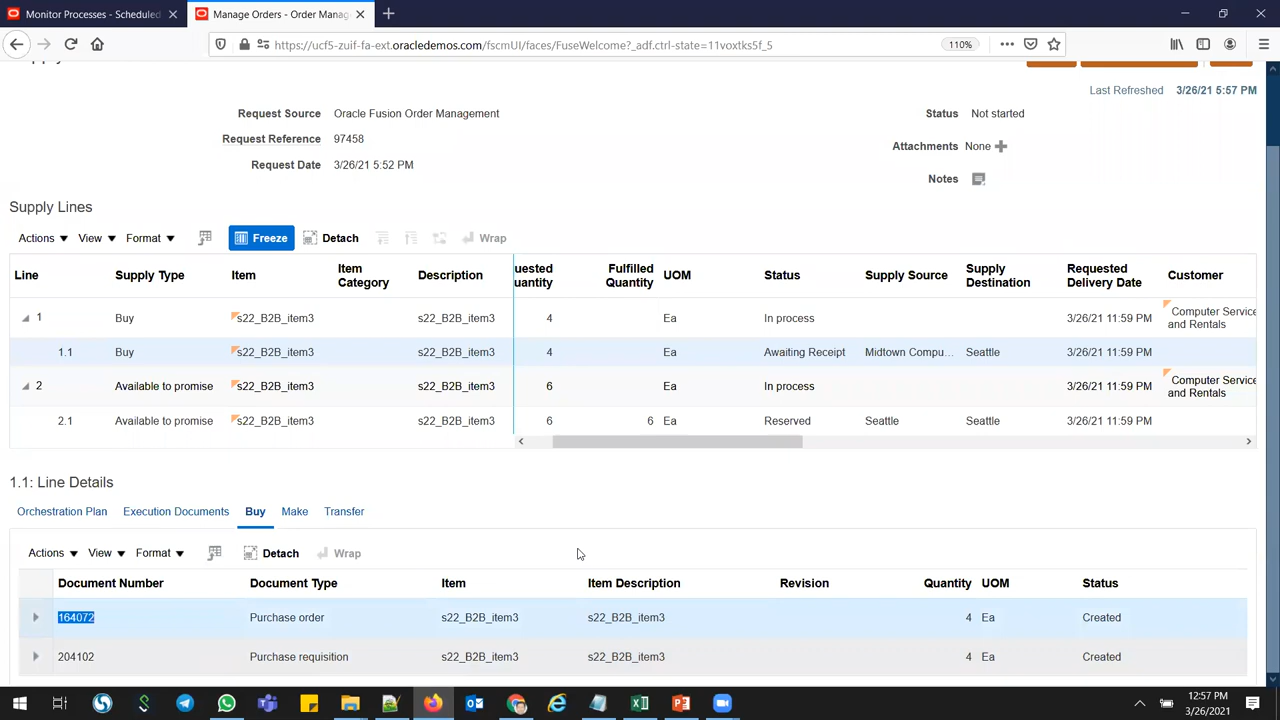 Monitor Processes - Scheduled
Manage Orders - Order Manag
https://ucf5-zuif-fa-ext.oracledemos.com/fscmUI/faces/FuseWelcome?_adf.ctrl-state=11voxtks5f_5
110%
Last Refreshed 3/26/21 5:57 PM
Request Source Oracle Fusion Order Management
Status Not started
Request Reference 97458
Attachments None
Request Date 3/26/21 5:52 PM
Notes
Supply Lines
Actions View Format Freeze Detach Wrap
Line Supply Type Item Item Category Description uested uantity Fulfilled Quantity UOM Status Supply Source Supply Destination Requested Delivery Date Customer
1 Buy s22_B2B_item3 s22_B2B_item3 4 Ea In process 3/26/21 11:59 PM Computer Service and Rentals
1.1 Buy s22_B2B_item3 s22_B2B_item3 4 Ea Awaiting Receipt Midtown Compu... Seattle 3/26/21 11:59 PM
2 Available to promise s22_B2B_item3 s22_B2B_item3 6 Ea In process 3/26/21 11:59 PM Computer Service and Rentals
2.1 Available to promise s22_B2B_item3 s22_B2B_item3 6 6 Ea Reserved Seattle Seattle 3/26/21 11:59 PM
1.1: Line Details
Orchestration Plan Execution Documents Buy Make Transfer
Actions View Format Detach Wrap
Document Number Document Type Item Item Description Revision Quantity UOM Status
164072 Purchase order s22_B2B_item3 s22_B2B_item3 4 Ea Created
204102 Purchase requisition s22_B2B_item3 s22_B2B_item3 4 Ea Created
12:57 PM
3/26/2021